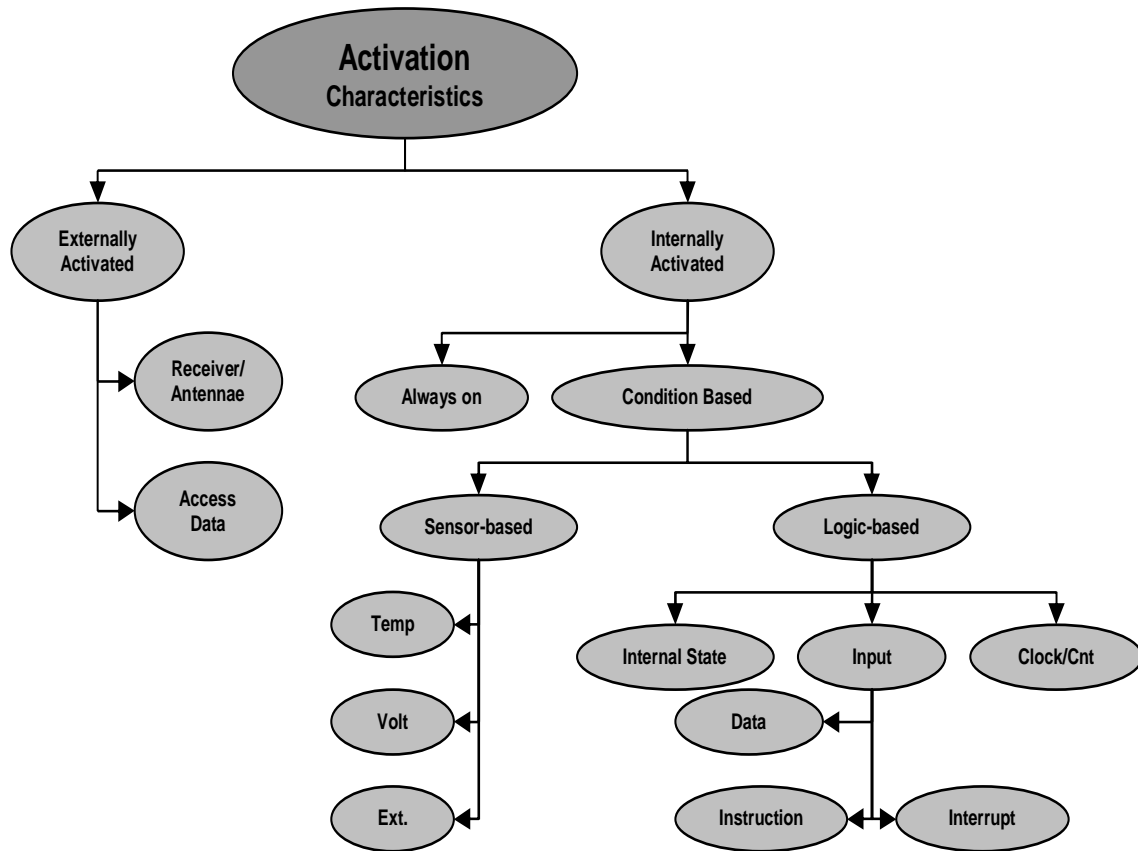 Activation
Characteristics
Externally
Activated
Internally
Activated
Receiver/
Antennae
Always on
Condition Based
Access
Data
Sensor-based
Logic-based
Temp
Internal State
Input
Clock/Cnt
Volt
Data
Ext.
Instruction
Interrupt